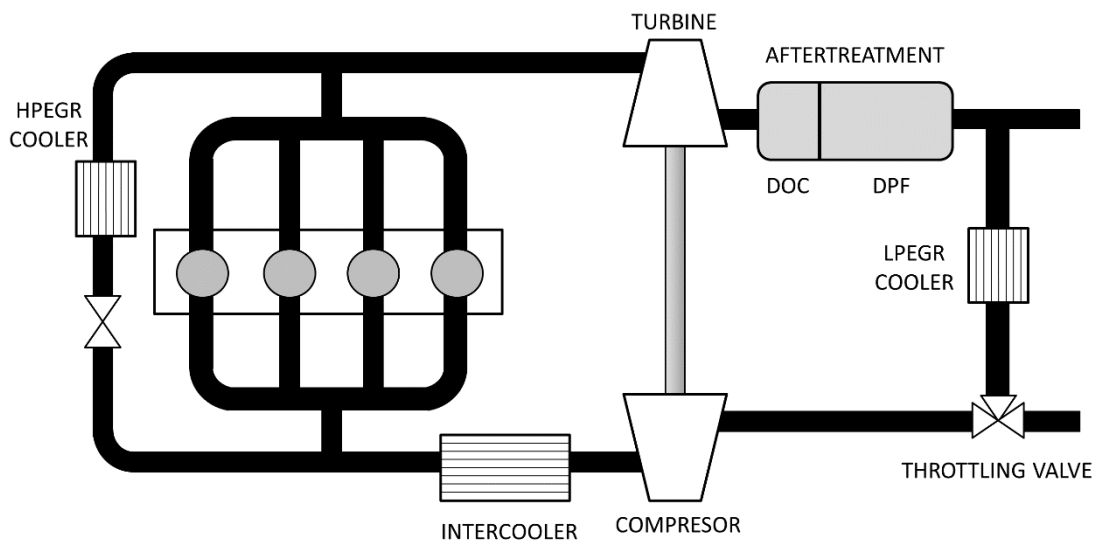 TURBINE
AFTERTREATMENT
HPEGR
COOLER
DOC
DPF
LPEGR
COOLER
THROTTLING VALVE
INTERCOOLER
COMPRESOR